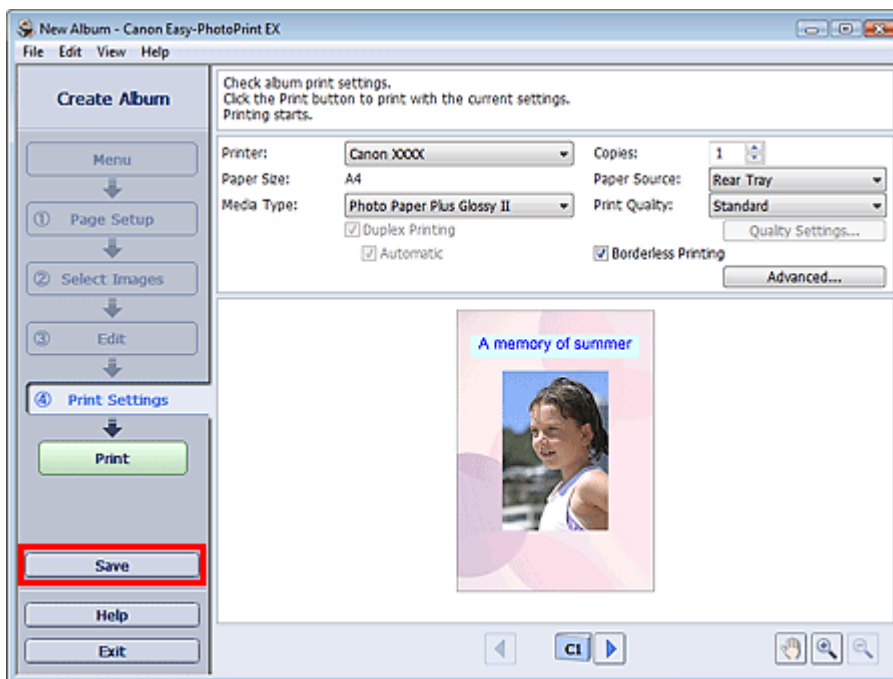 New Album - Canon Easy-PhotoPrint EX
File Edit View Help
Create Album
Menu
① Page Setup
② Select Images
③ Edit
④ Print Settings
Print
Save
Help
Exit
Check album print settings.
Click the Print button to print with the current settings.
Printing starts.
Printer: Canon XXXX Copies: 1
Paper Size: A4 Paper Source: Rear Tray
Media Type: Photo Paper Plus Glossy II Print Quality: Standard
Duplex Printing Quality Settings...
Automatic Borderless Printing
Advanced...
A memory of summer
C1